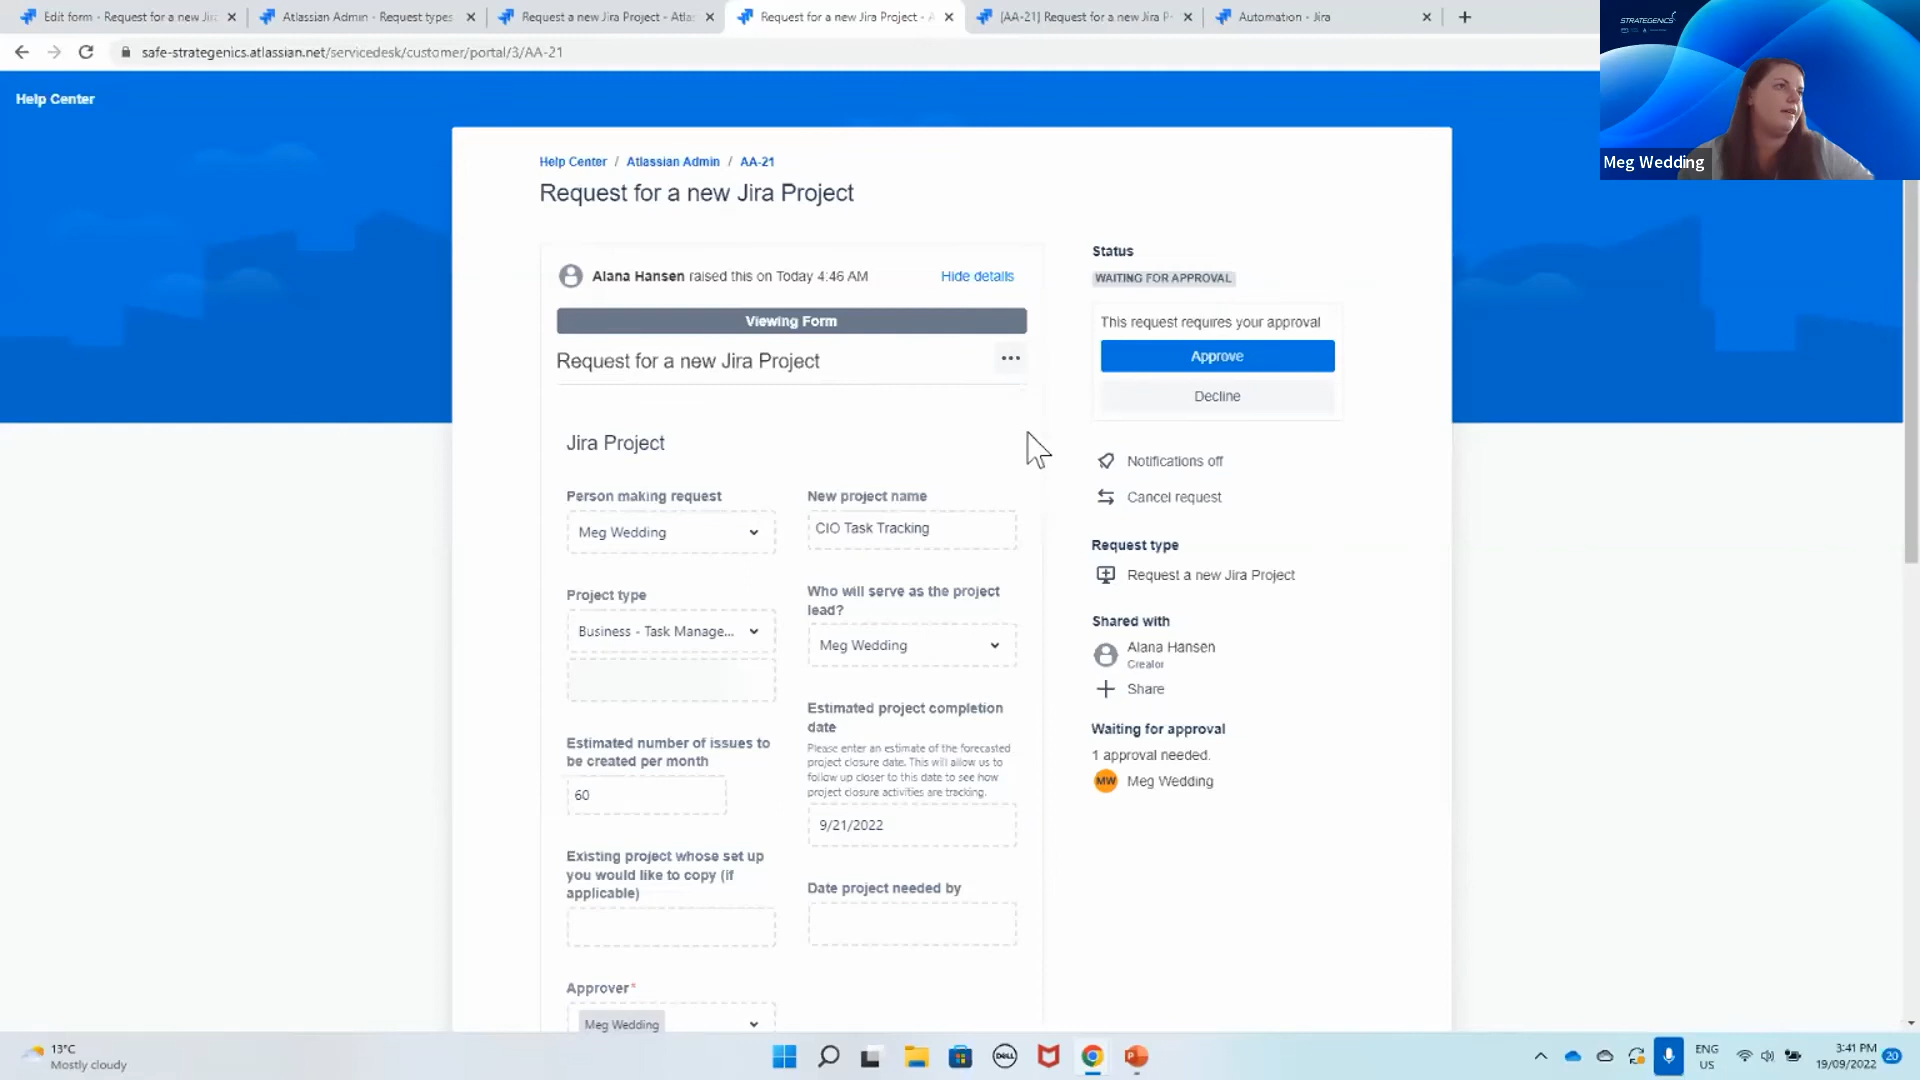 Edit form - Request for a new Jir
Atlassian Admin - Request types
Request a new Jira Project - Atla
Request for a new Jira Project - A
[AA-21] Request for a new Jira P
Automation - Jira
safe-strategenics.atlassian.net/servicedesk/customer/portal/3/AA-21
STRATEGENICS
Meg Wedding
Help Center
Help Center / Atlassian Admin / AA-21
Request for a new Jira Project
Alana Hansen raised this on Today 4:46 AM
Hide details
Viewing Form
Request for a new Jira Project
Jira Project
Person making request
Meg Wedding
New project name
CIO Task Tracking
Project type
Business - Task Manage...
Who will serve as the project
lead?
Meg Wedding
Estimated number of issues to
be created per month
60
Estimated project completion
date
Please enter an estimate of the forecasted
project closure date. This will allow us to
follow up closer to this date to see how
project closure activities are tracking.
9/21/2022
Existing project whose set up
you would like to copy (if
applicable)
Date project needed by
Approver*
Meg Wedding
Status
WAITING FOR APPROVAL
This request requires your approval
Approve
Decline
Notifications off
Cancel request
Request type
Request a new Jira Project
Shared with
Alana Hansen
Creator
Share
Waiting for approval
1 approval needed.
MW
Meg Wedding
13°C
Mostly cloudy
DELL
ENG
US
3:41 PM
19/09/2022
20